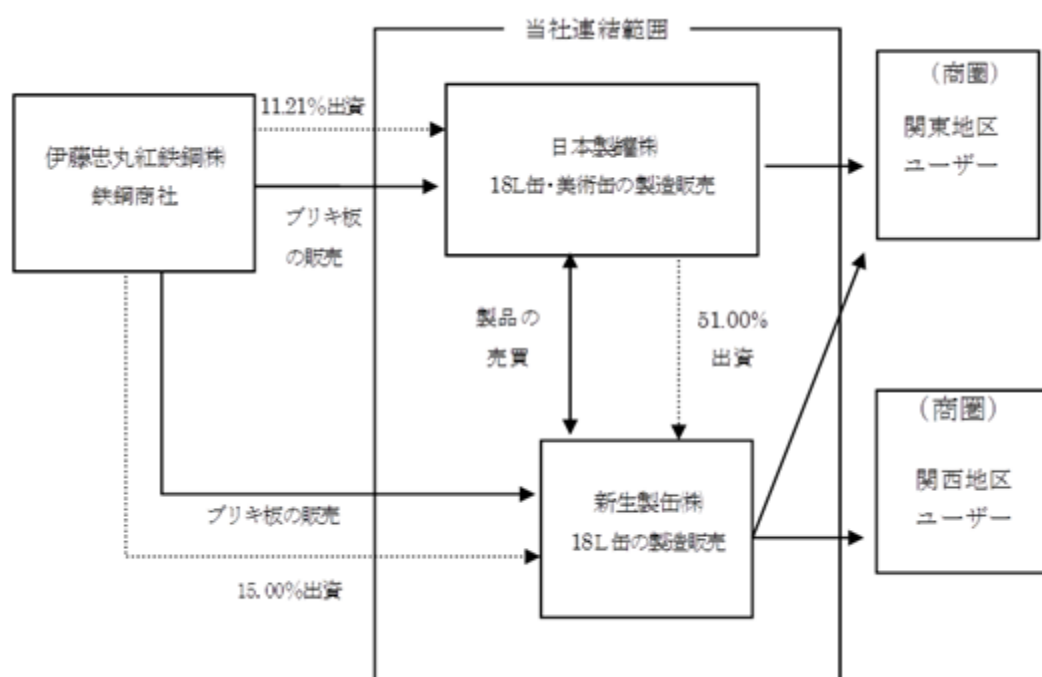 当社連結範囲
伊藤忠丸紅鉄鋼㈱
鉄鋼商社
11.21%出資
ブリキ板
の販売
日本製罐㈱
18L缶・美術缶の製造販売
（商圏）
関東地区
ユーザー
製品の
売買
51.00%
出資
ブリキ板の販売
15.00%出資
新生製缶㈱
18L缶の製造販売
（商圏）
関西地区
ユーザー